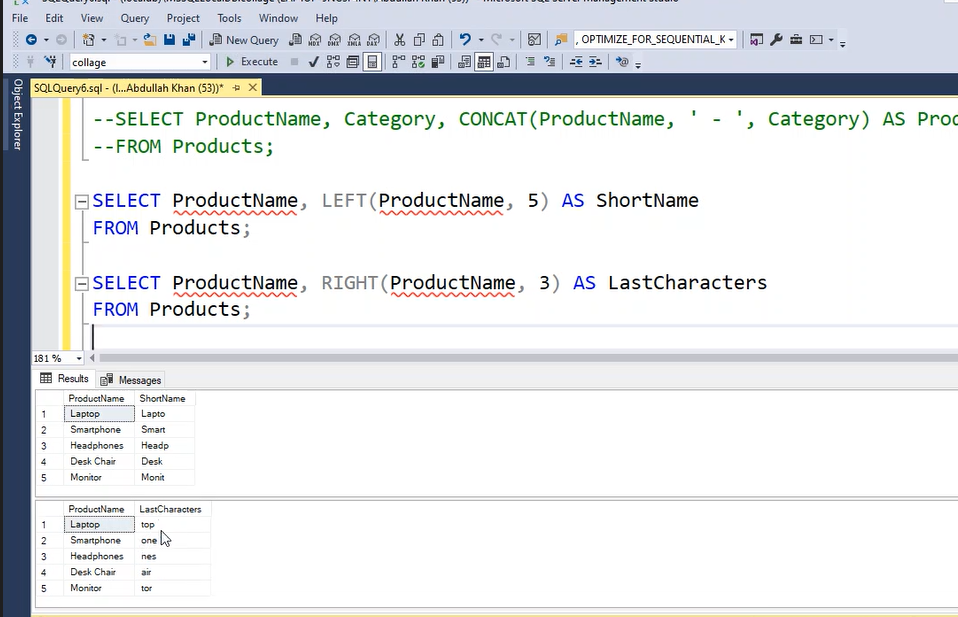 File Edit View Query Project Tools Window Help
New Query
, OPTIMIZE_FOR_SEQUENTIAL_K
collage
Execute
SQLQuery6.sql - (l...Abdullah Khan (53))*
Object Explorer
--SELECT ProductName, Category, CONCAT(ProductName, ' - ', Category) AS Prod
--FROM Products;
SELECT ProductName, LEFT(ProductName, 5) AS ShortName
FROM Products;
SELECT ProductName, RIGHT(ProductName, 3) AS LastCharacters
FROM Products;
181 %
Results Messages
ProductName ShortName
1 Laptop Lapto
2 Smartphone Smart
3 Headphones Headp
4 Desk Chair Desk
5 Monitor Monit
ProductName LastCharacters
1 Laptop top
2 Smartphone one
3 Headphones nes
4 Desk Chair air
5 Monitor tor